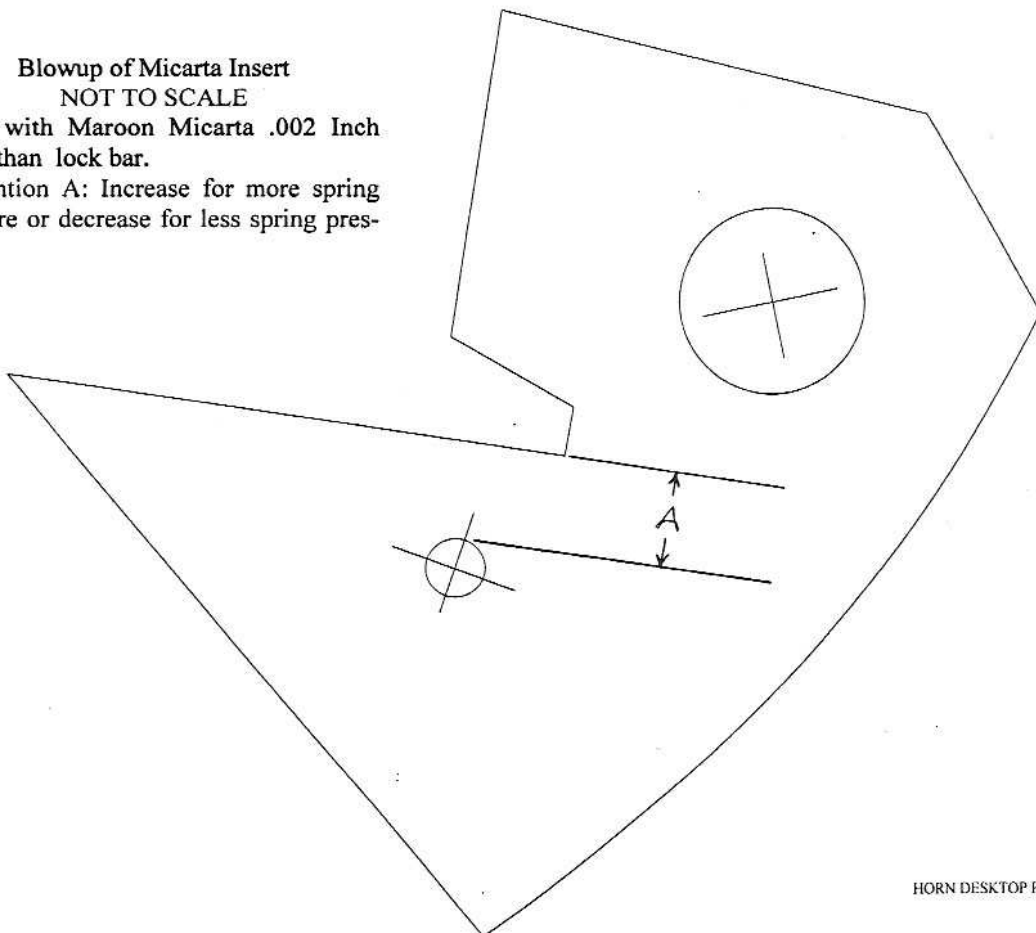 Blowup of Micarta Insert
NOT TO SCALE
with Maroon Micarta .002 Inch
than lock bar.
ntion A: Increase for more spring
re or decrease for less spring pres-
A
HORN DESKTOP P